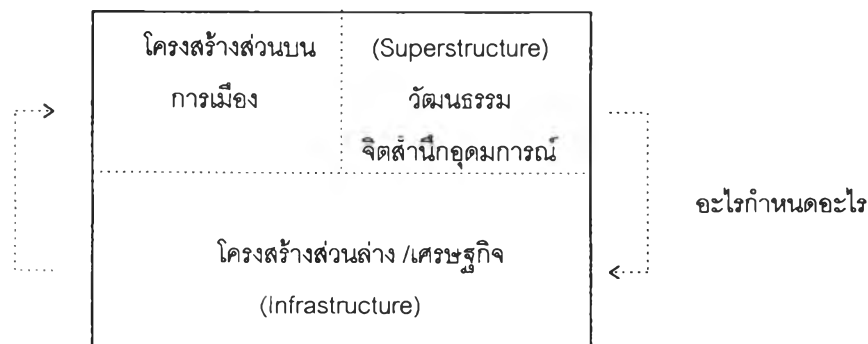 โครงสร้างส่วนบน
การเมือง
(Superstructure)
วัฒนธรรม
จิตสำนึกอุดมการณ์
อะไรกำหนดอะไร
โครงสร้างส่วนล่าง /เศรษฐกิจ
(Infrastructure)